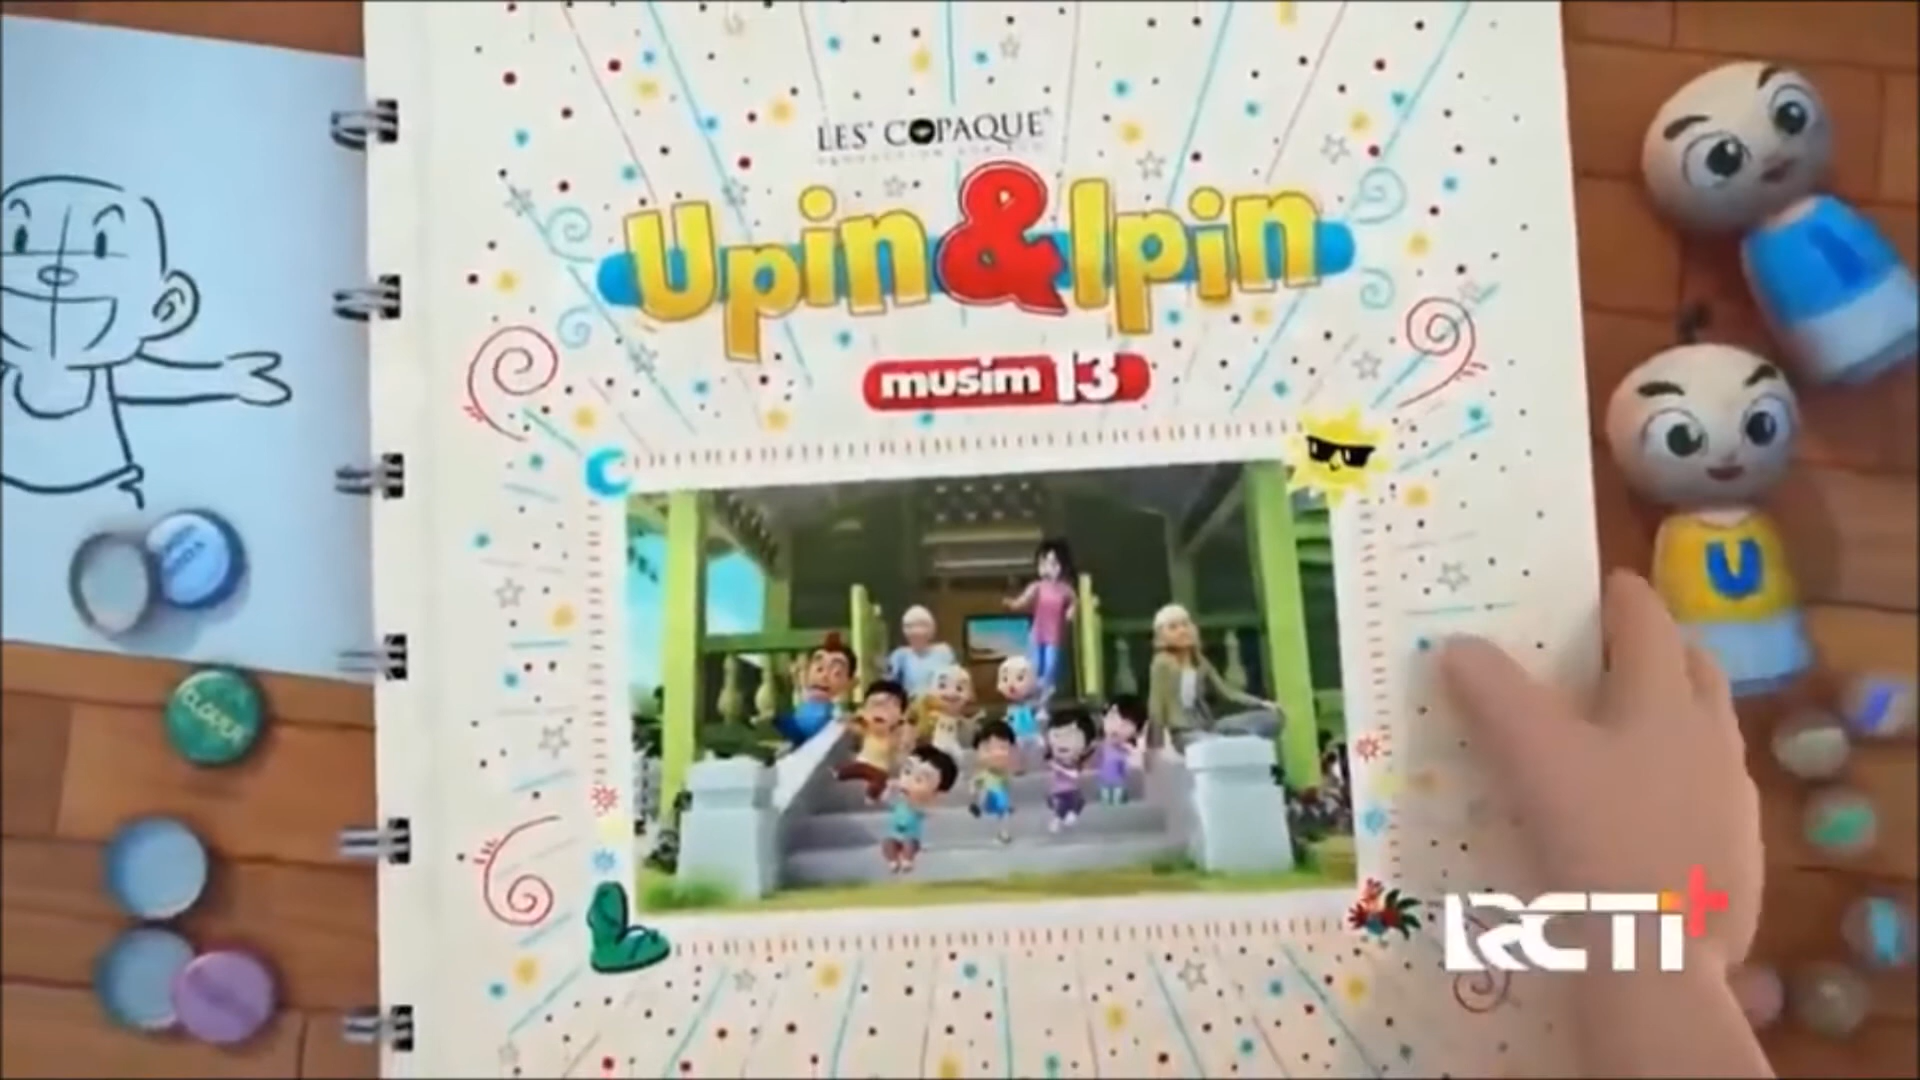 LES' COPAQUE
Upin & Ipin
musim 13
U
RCTI+